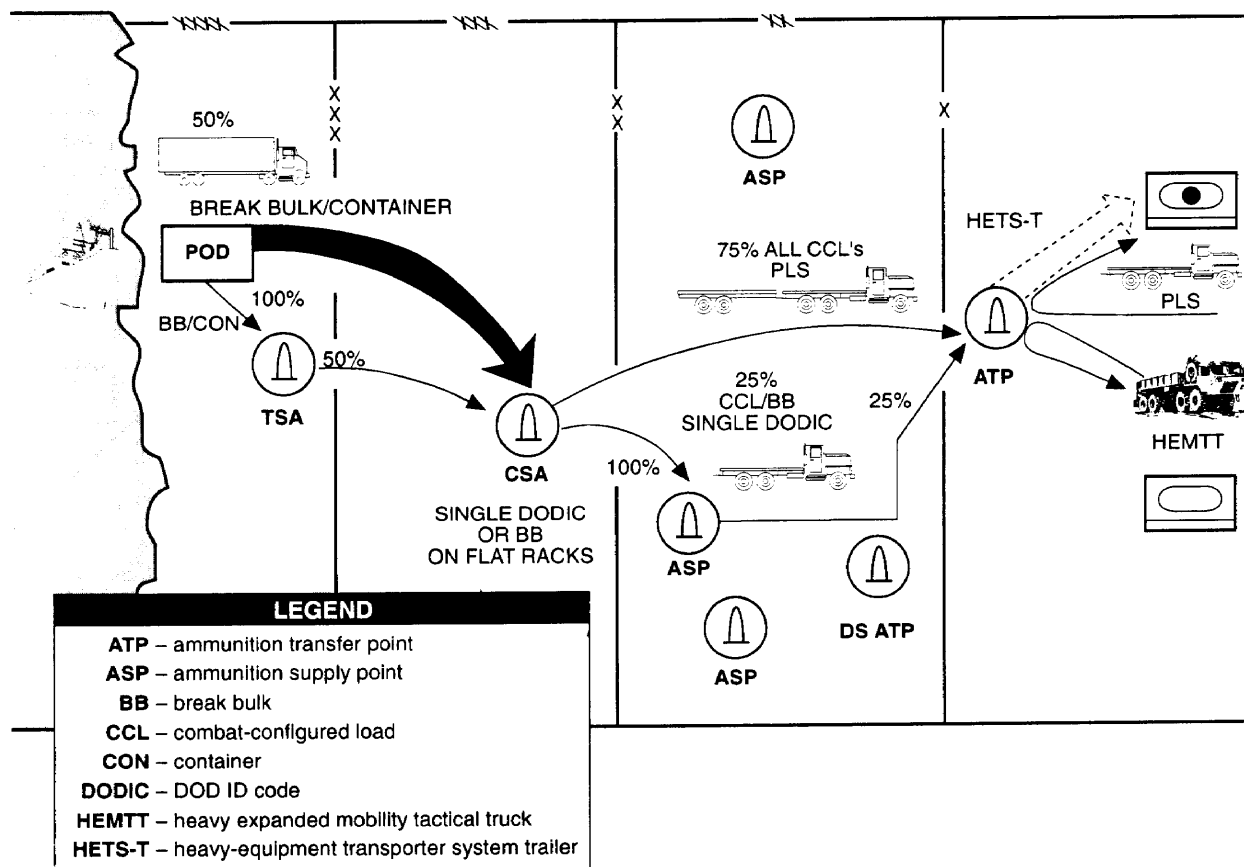 XXXX
XXX
XX
X
X
X
X
X
X
50%
BREAK BULK/CONTAINER
POD
100%
BB/CON
TSA
50%
CSA
SINGLE DODIC
OR BB
ON FLAT RACKS
ASP
75% ALL CCL's
PLS
25%
CCL/BB
SINGLE DODIC
100%
25%
ASP
DS ATP
ASP
HETS-T
ATP
PLS
HEMTT
LEGEND
ATP – ammunition transfer point
ASP – ammunition supply point
BB – break bulk
CCL – combat-configured load
CON – container
DODIC – DOD ID code
HEMTT – heavy expanded mobility tactical truck
HETS-T – heavy-equipment transporter system trailer